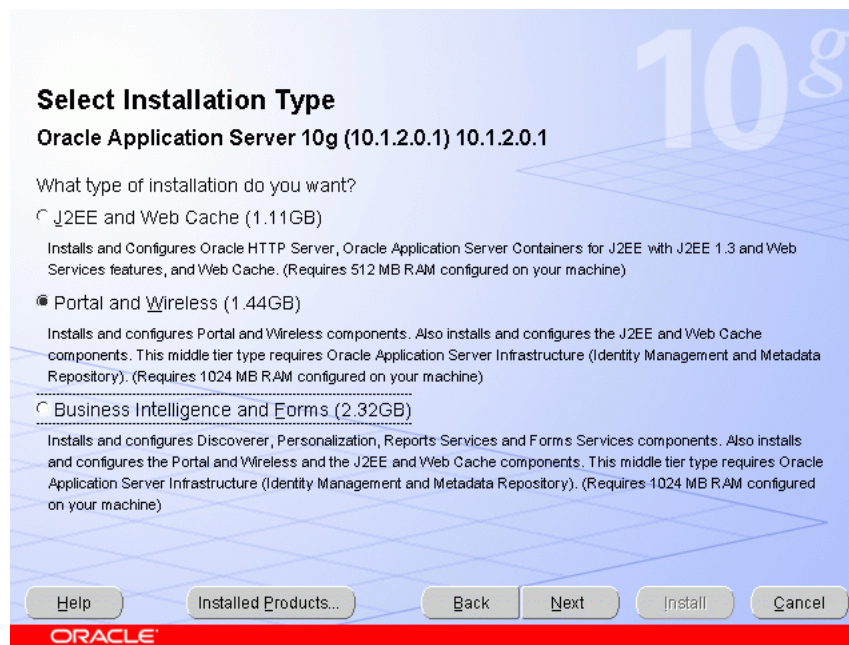 10g
Select Installation Type
Oracle Application Server 10g (10.1.2.0.1) 10.1.2.0.1
What type of installation do you want?
J2EE and Web Cache (1.11GB)
Installs and Configures Oracle HTTP Server, Oracle Application Server Containers for J2EE with J2EE 1.3 and Web
Services features, and Web Cache. (Requires 512 MB RAM configured on your machine)
Portal and Wireless (1.44GB)
Installs and configures Portal and Wireless components. Also installs and configures the J2EE and Web Cache
components. This middle tier type requires Oracle Application Server Infrastructure (Identity Management and Metadata
Repository). (Requires 1024 MB RAM configured on your machine)
Business Intelligence and Forms (2.32GB)
Installs and configures Discoverer, Personalization, Reports Services and Forms Services components. Also installs
and configures the Portal and Wireless and the J2EE and Web Cache components. This middle tier type requires Oracle
Application Server Infrastructure (Identity Management and Metadata Repository). (Requires 1024 MB RAM configured
on your machine)
Help Installed Products... Back Next Install Cancel
ORACLE